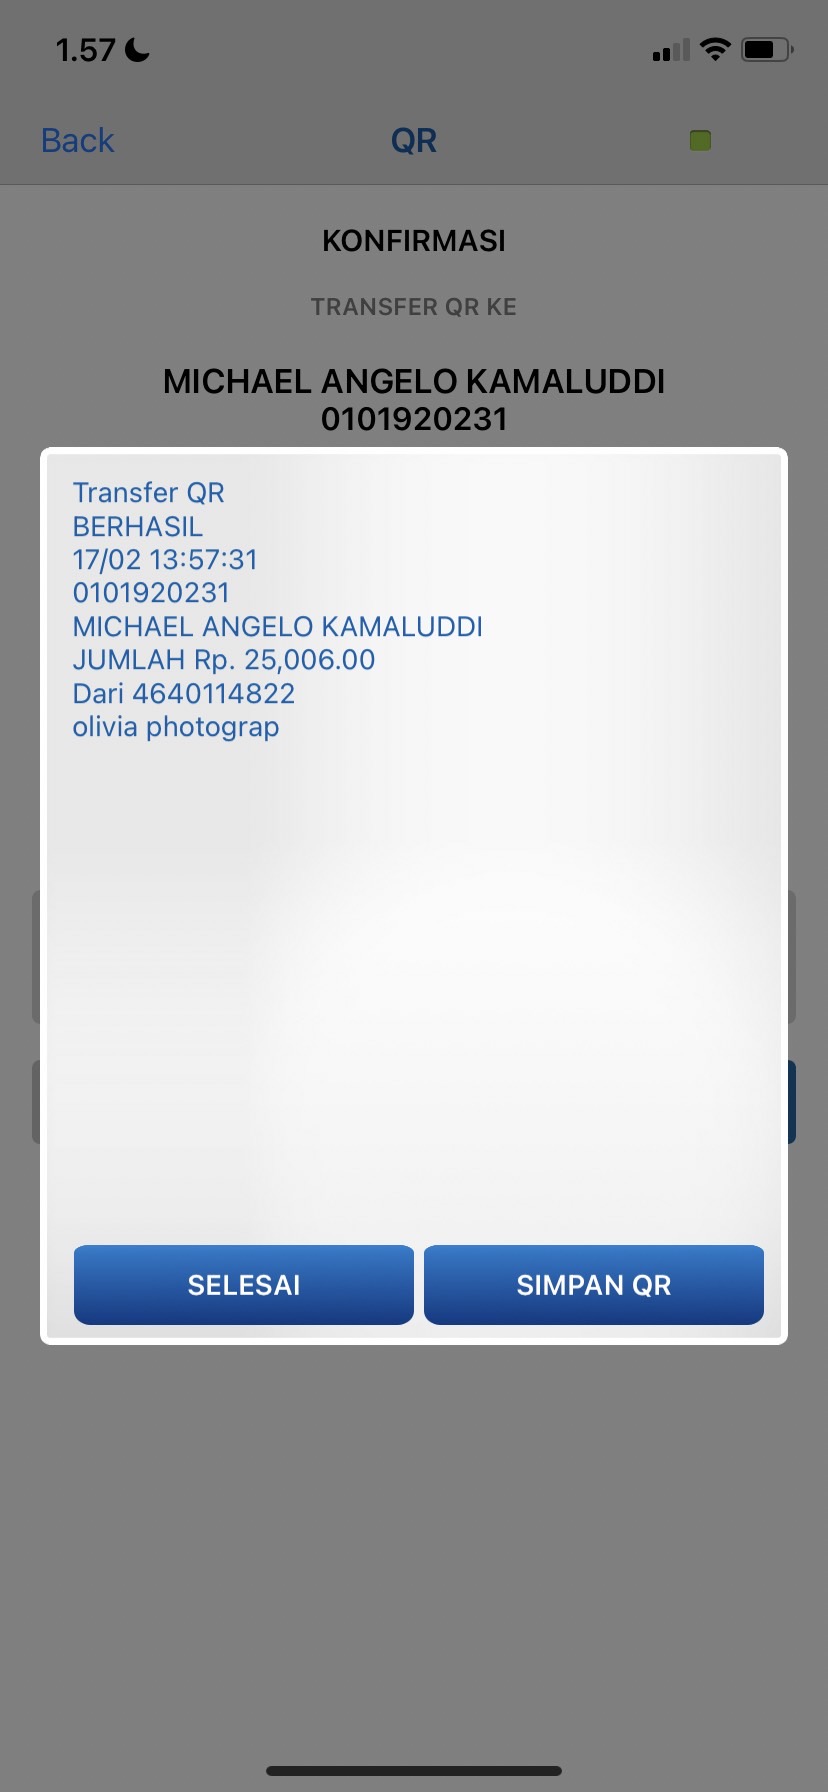 1.57
Back
QR
KONFIRMASI
TRANSFER QR KE
MICHAEL ANGELO KAMALUDDI
0101920231
Transfer QR
BERHASIL
17/02 13:57:31
0101920231
MICHAEL ANGELO KAMALUDDI
JUMLAH Rp. 25,006.00
Dari 4640114822
olivia photograp
SELESAI
SIMPAN QR